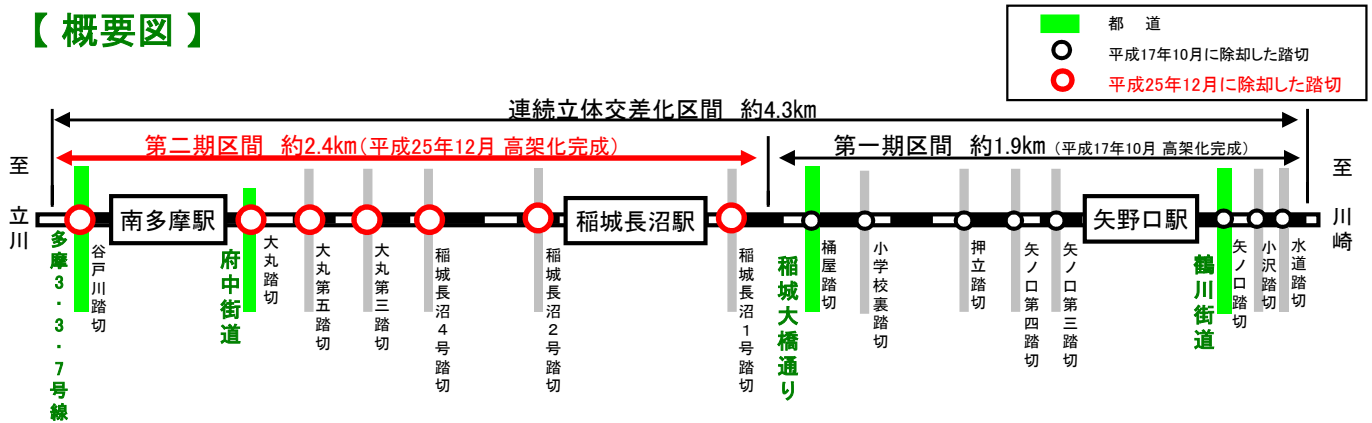 【 概要図 】
都 道
平成17年10月に除却した踏切
平成25年12月に除却した踏切
連続立体交差化区間 約4.3km
第二期区間 約2.4km(平成25年12月 高架化完成)
第一期区間 約1.9km (平成17年10月 高架化完成)
至 立川
至 川崎
南多摩駅
稲城長沼駅
矢野口駅
多摩3・3・7号線
谷戸川踏切
府中街道
大丸踏切
大丸第五踏切
大丸第三踏切
稲城長沼4号踏切
稲城長沼2号踏切
稲城長沼1号踏切
稲城大橋通り
桶屋踏切
小学校裏踏切
押立踏切
矢ノ口第四踏切
矢ノ口第三踏切
鶴川街道
矢ノ口踏切
小沢踏切
水道踏切